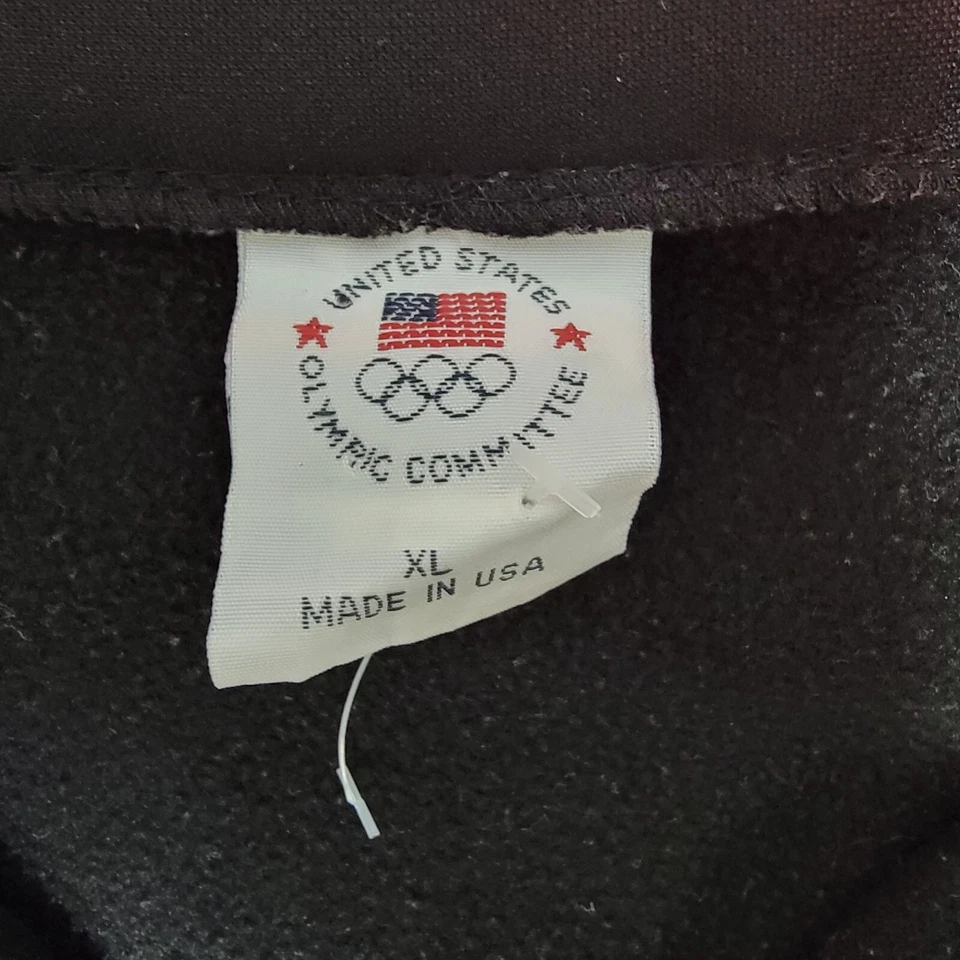 UNITED STATES
OLYMPIC COMMITTEE
XL
MADE IN USA